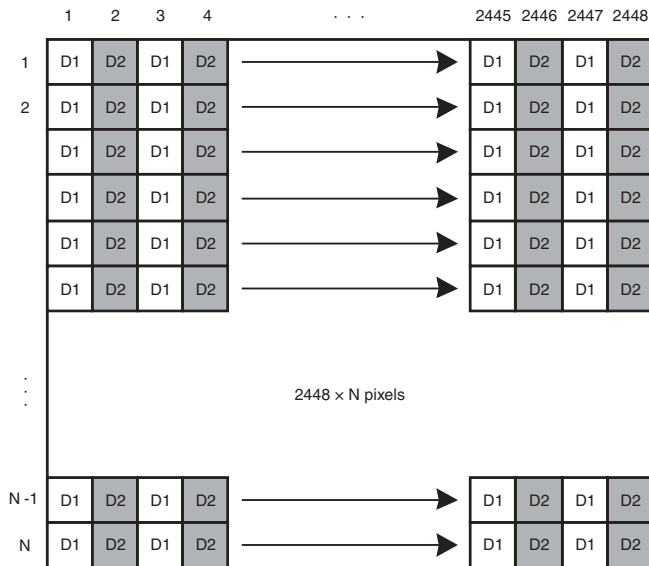 1 2 3 4 . . . 2445 2446 2447 2448
1 D1 D2 D1 D2 D1 D2 D1 D2
2 D1 D2 D1 D2 D1 D2 D1 D2
D1 D2 D1 D2 D1 D2 D1 D2
D1 D2 D1 D2 D1 D2 D1 D2
D1 D2 D1 D2 D1 D2 D1 D2
D1 D2 D1 D2 D1 D2 D1 D2
. . .
2448 × N pixels
N -1 D1 D2 D1 D2 D1 D2 D1 D2
N D1 D2 D1 D2 D1 D2 D1 D2